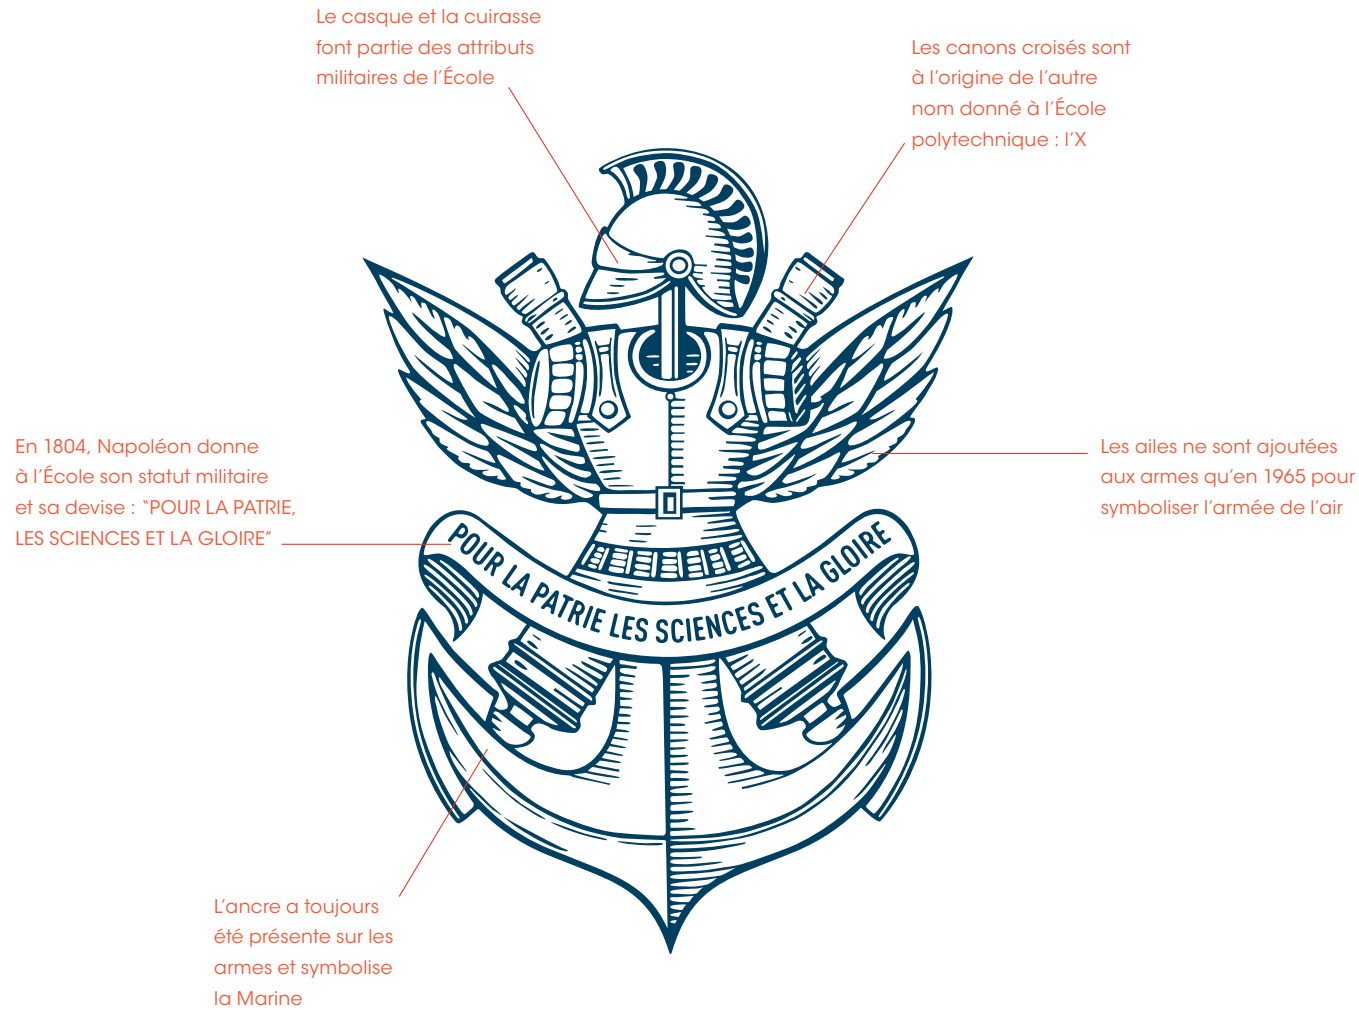 Le casque et la cuirasse
font partie des attributs
militaires de l'École
Les canons croisés sont
à l'origine de l'autre
nom donné à l'École
polytechnique : l'X
En 1804, Napoléon donne
à l'École son statut militaire
et sa devise : "POUR LA PATRIE,
LES SCIENCES ET LA GLOIRE"
Les ailes ne sont ajoutées
aux armes qu'en 1965 pour
symboliser l'armée de l'air
POUR LA PATRIE LES SCIENCES ET LA GLOIRE
L'ancre a toujours
été présente sur les
armes et symbolise
la Marine